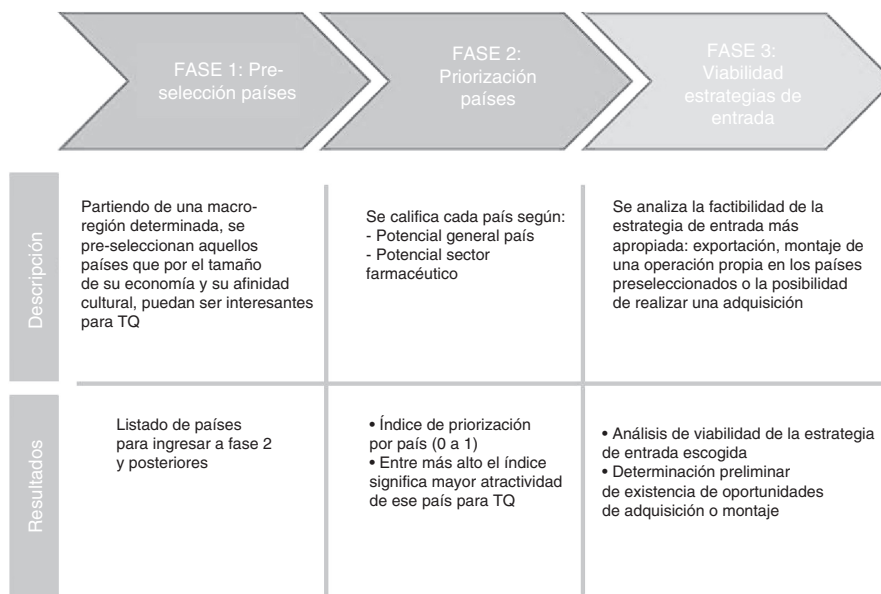 FASE 1: Pre-
selección países
FASE 2:
Priorización
países
FASE 3:
Viabilidad
estrategias de
entrada
Descripción
Partiendo de una macro-
región determinada, se
pre-seleccionan aquellos
países que por el tamaño
de su economía y su afinidad
cultural, puedan ser interesantes
para TQ
Se califica cada país según:
- Potencial general país
- Potencial sector
farmacéutico
Se analiza la factibilidad de la
estrategia de entrada más
apropiada: exportación, montaje de
una operación propia en los países
preseleccionados o la posibilidad
de realizar una adquisición
Resultados
Listado de países
para ingresar a fase 2
y posteriores
• Índice de priorización
por país (0 a 1)
• Entre más alto el índice
significa mayor atractividad
de ese país para TQ
• Análisis de viabilidad de la estrategia
de entrada escogida
• Determinación preliminar
de existencia de oportunidades
de adquisición o montaje